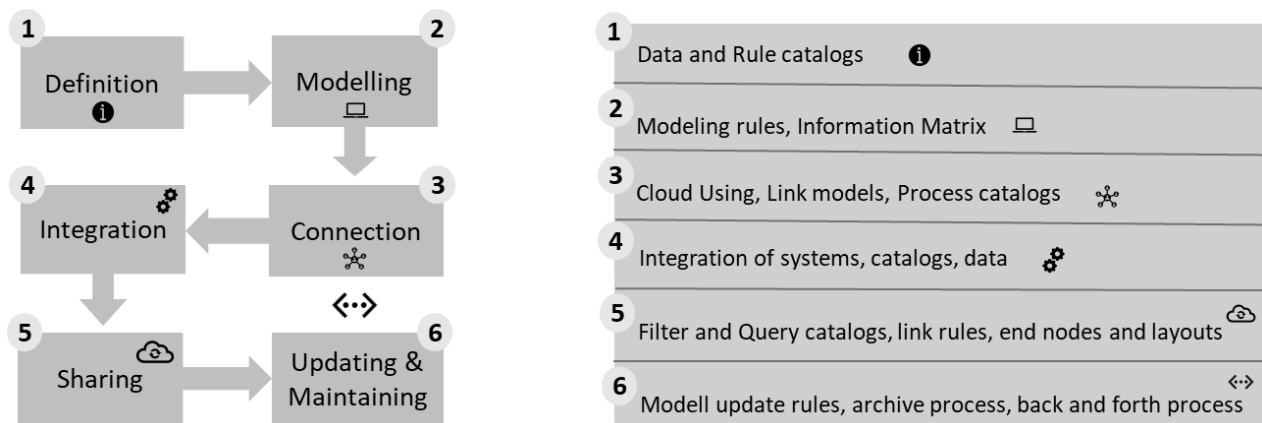 1
Definition
2
Modelling
4
Integration
3
Connection
5
Sharing
6
Updating &
Maintaining
1
Data and Rule catalogs
2
Modeling rules, Information Matrix
3
Cloud Using, Link models, Process catalogs
4
Integration of systems, catalogs, data
5
Filter and Query catalogs, link rules, end nodes and layouts
6
Modell update rules, archive process, back and forth process